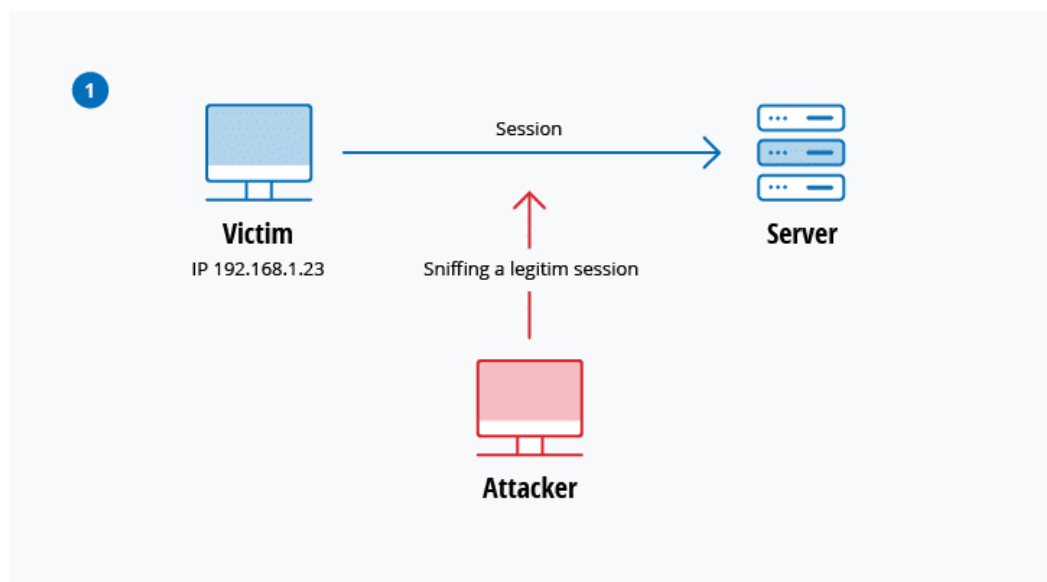 1
Session
Victim
Server
IP 192.168.1.23
Sniffing a legitim session
Attacker